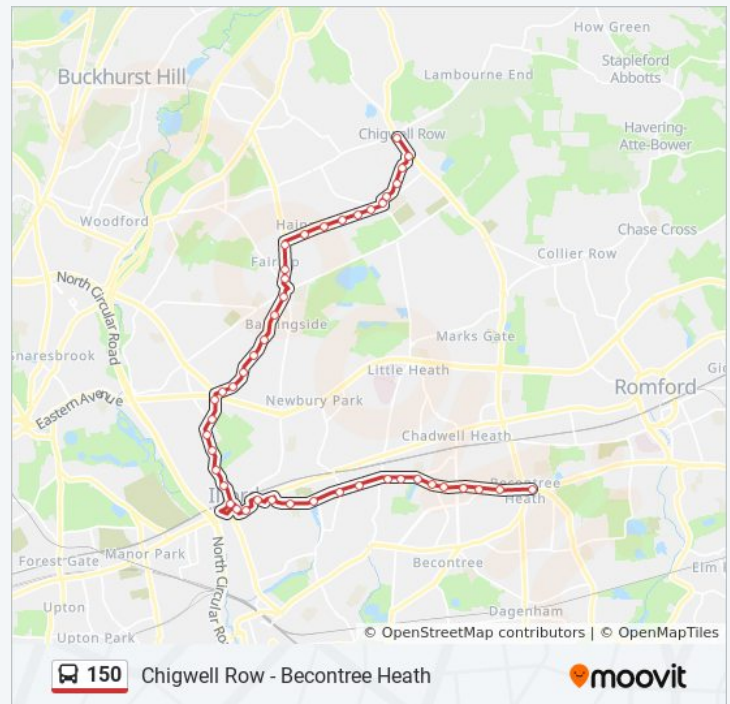 How Green
Stapleford
Abbotts
Lambourne End
Buckhurst Hill
Chigwell Row
Havering-
Atte-Bower
Woodford
Hain
Chase Cross
Collier Row
Fairlop
North Circular Road
Barkingside
Marks Gate
Snaresbrook
Little Heath
Romford
Eastern Avenue
Newbury Park
Chadwell Heath
Becontree
Heath
Ilford
Forest Gate
Manor Park
North Circular Ro
Becontree
Elm
Upton
Dagenham
Upton Park
© OpenStreetMap contributors | © OpenMapTiles
150 Chigwell Row - Becontree Heath
moovit